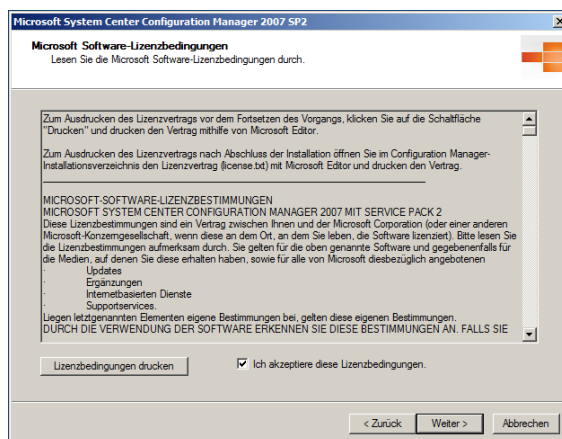 Microsoft System Center Configuration Manager 2007 SP2
Microsoft Software-Lizenzbedingungen
Lesen Sie die Microsoft Software-Lizenzbedingungen durch.
Zum Ausdrucken des Lizenzvertrags vor dem Fortsetzen des Vorgangs, klicken Sie auf die Schaltfläche
"Drucken" und drucken den Vertrag mithilfe von Microsoft Editor.
Zum Ausdrucken des Lizenzvertrags nach Abschluss der Installation öffnen Sie im Configuration Manager-
Installationsverzeichnis den Lizenzvertrag (license.txt) mit Microsoft Editor und drucken den Vertrag.
MICROSOFT-SOFTWARE-LIZENZBESTIMMUNGEN
MICROSOFT SYSTEM CENTER CONFIGURATION MANAGER 2007 MIT SERVICE PACK 2
Diese Lizenzbestimmungen sind ein Vertrag zwischen Ihnen und der Microsoft Corporation (oder einer anderen
Microsoft-Konzerngesellschaft, wenn diese an dem Ort, an dem Sie leben, die Software lizenziert). Bitte lesen Sie
die Lizenzbestimmungen aufmerksam durch. Sie gelten für die oben genannte Software und gegebenenfalls für
die Medien, auf denen Sie diese erhalten haben, sowie für alle von Microsoft diesbezüglich angebotenen
· Updates
· Ergänzungen
· Internetbasierten Dienste
· Supportservices.
Liegen letztgenannten Elementen eigene Bestimmungen bei, gelten diese eigenen Bestimmungen.
DURCH DIE VERWENDUNG DER SOFTWARE ERKENNEN SIE DIESE BESTIMMUNGEN AN. FALLS SIE
Lizenzbedingungen drucken
Ich akzeptiere diese Lizenzbedingungen.
< Zurück
Weiter >
Abbrechen